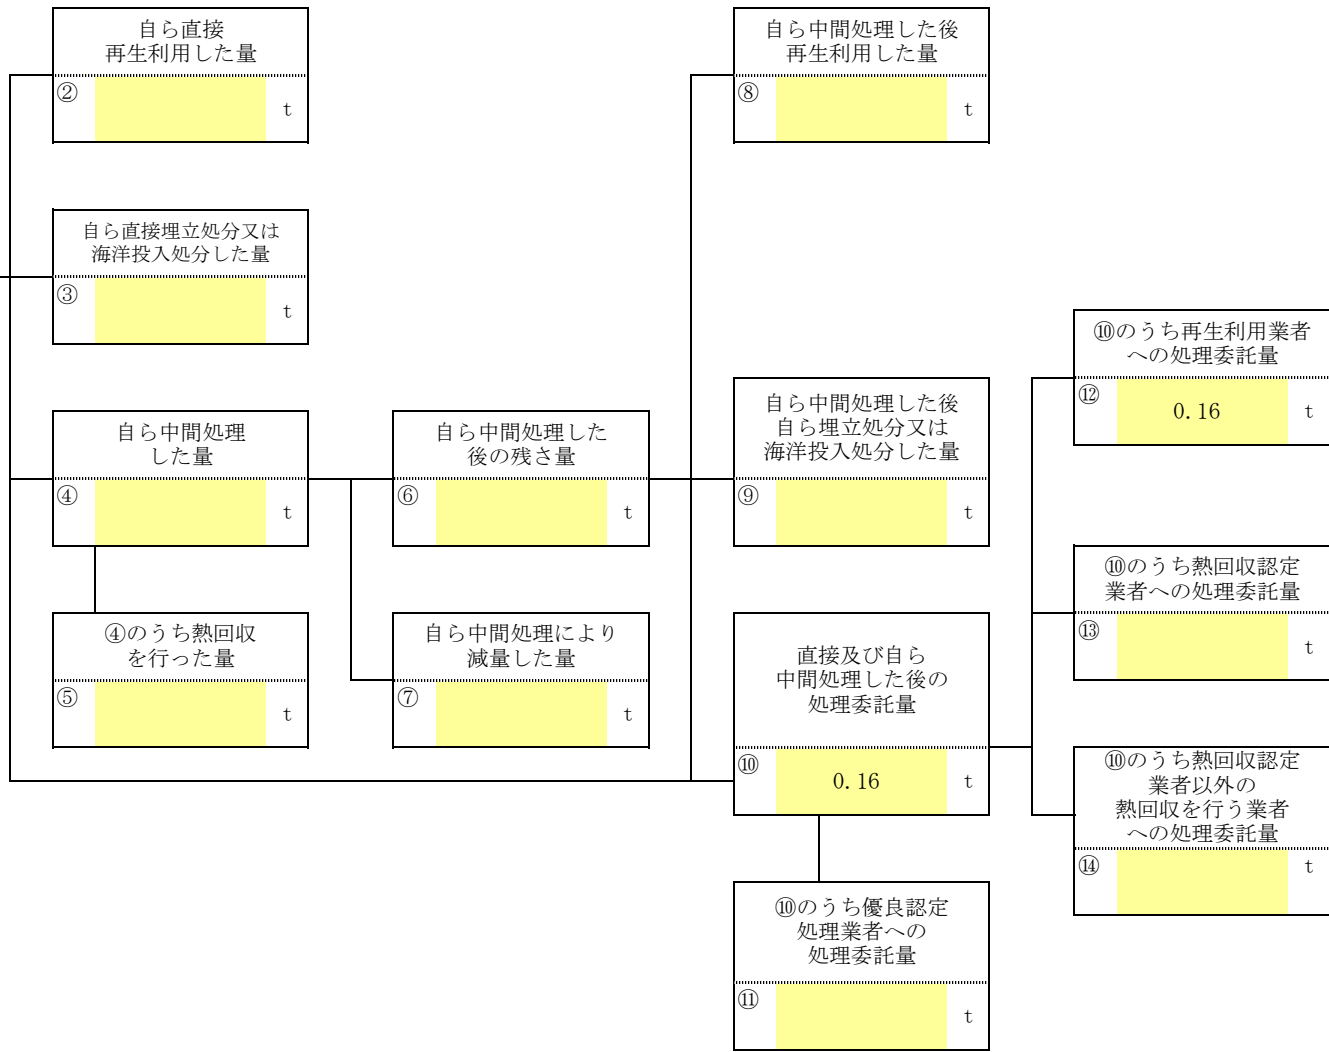 自ら直接
再生利用した量
②
t
自ら直接埋立処分又は
海洋投入処分した量
③
t
自ら中間処理
した量
④
t
④のうち熱回収
を行った量
⑤
t
自ら中間処理した
後の残さ量
⑥
t
自ら中間処理により
減量した量
⑦
t
自ら中間処理した後
再生利用した量
⑧
t
自ら中間処理した後
自ら埋立処分又は
海洋投入処分した量
⑨
t
直接及び自ら
中間処理した後の
処理委託量
⑩
0.16 t
⑩のうち優良認定
処理業者への
処理委託量
⑪
t
⑩のうち再生利用業者
への処理委託量
⑫
0.16 t
⑩のうち熱回収認定
業者への処理委託量
⑬
t
⑩のうち熱回収認定
業者以外の
熱回収を行う業者
への処理委託量
⑭
t